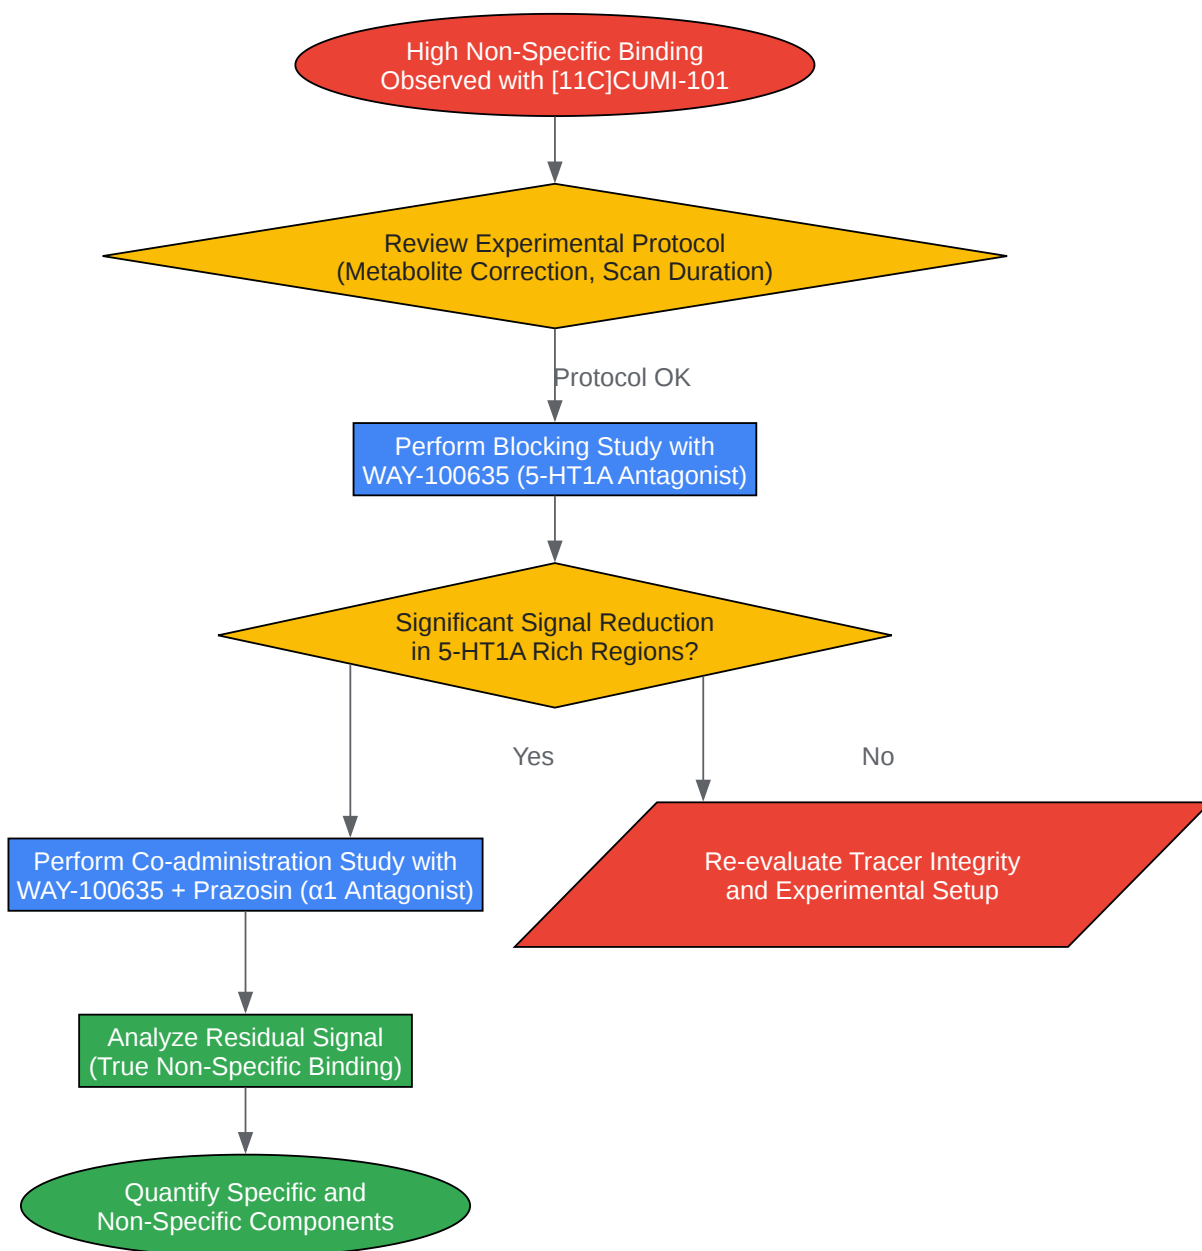 High Non-Specific Binding
Observed with [11C]CUMI-101
Review Experimental Protocol
(Metabolite Correction, Scan Duration)
Protocol OK
Perform Blocking Study with
WAY-100635 (5-HT1A Antagonist)
Significant Signal Reduction
in 5-HT1A Rich Regions?
Yes
No
Perform Co-administration Study with
WAY-100635 + Prazosin (α1 Antagonist)
Re-evaluate Tracer Integrity
and Experimental Setup
Analyze Residual Signal
(True Non-Specific Binding)
Quantify Specific and
Non-Specific Components